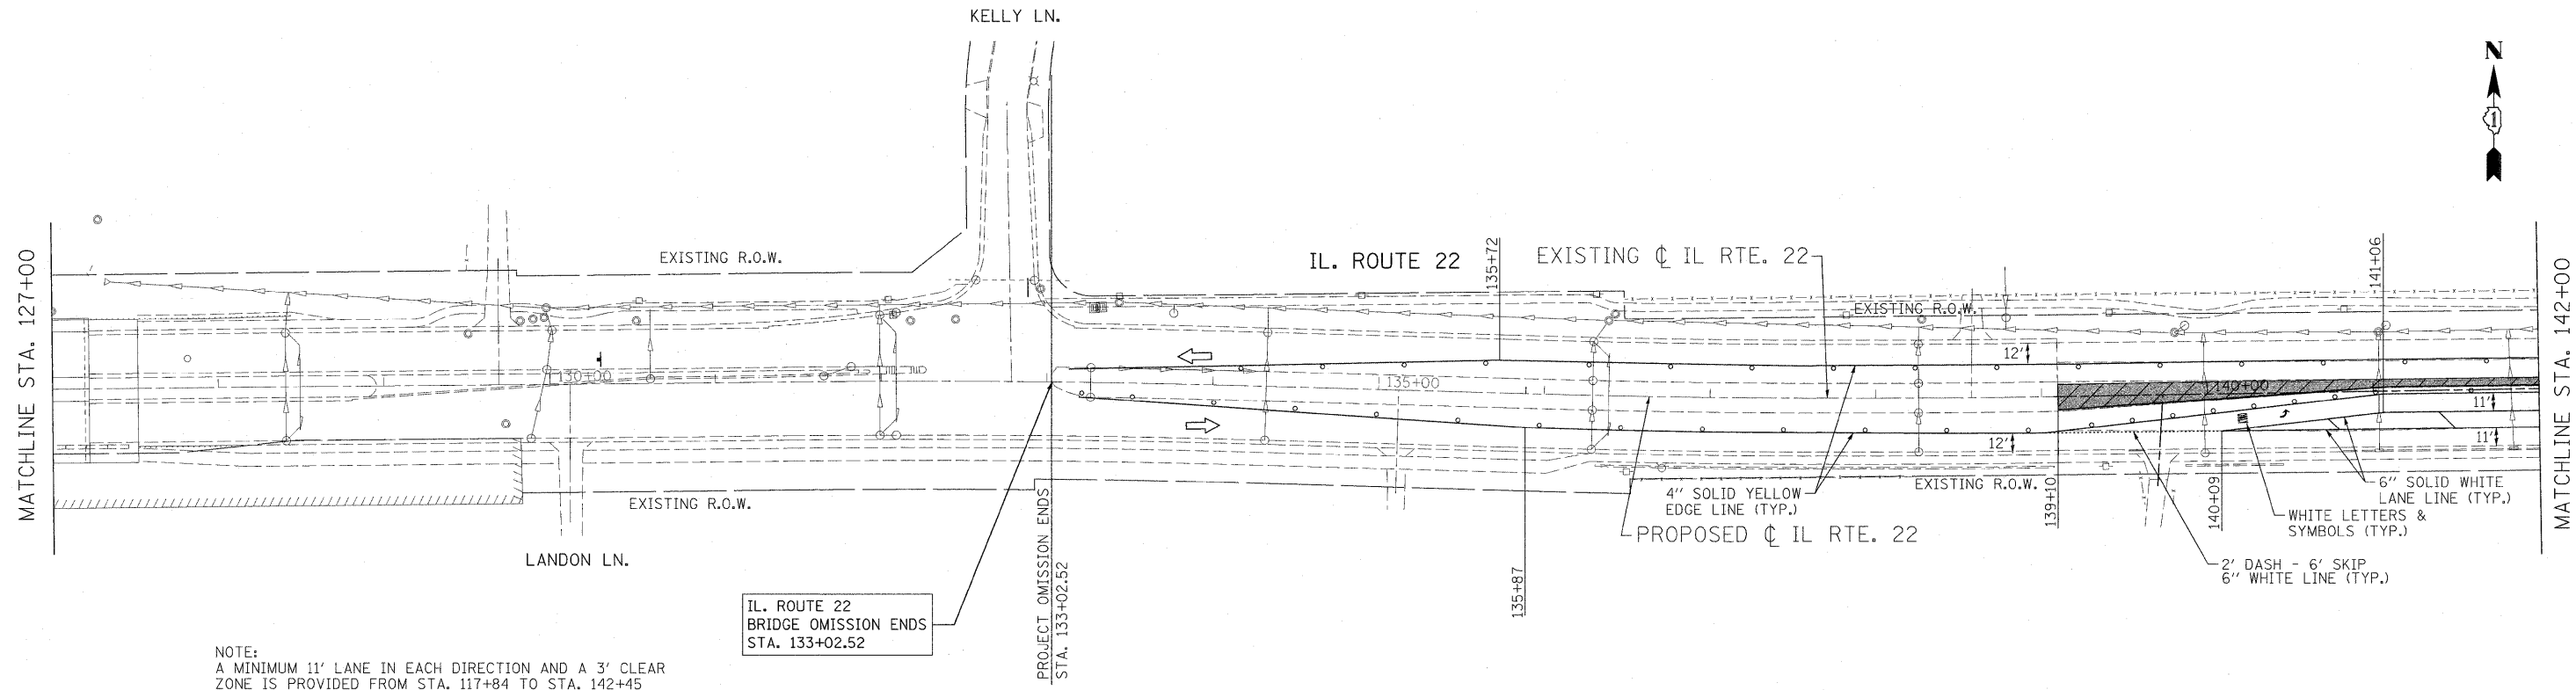 KELLY LN.
N
1
MATCHLINE STA. 127+00
EXISTING R.O.W.
IL. ROUTE 22
135+72
EXISTING ℄ IL RTE. 22
141+06
MATCHLINE STA. 142+00
EXISTING R.O.W.
12'
130+00
135+00
140+00
11'
12'
11'
EXISTING R.O.W.
4" SOLID YELLOW
EDGE LINE (TYP.)
EXISTING R.O.W.
6" SOLID WHITE
LANE LINE (TYP.)
139+10
140+09
WHITE LETTERS &
SYMBOLS (TYP.)
PROPOSED ℄ IL RTE. 22
LANDON LN.
2' DASH - 6' SKIP
6" WHITE LINE (TYP.)
135+87
PROJECT OMISSION ENDS
STA. 133+02.52
IL. ROUTE 22
BRIDGE OMISSION ENDS
STA. 133+02.52
NOTE:
A MINIMUM 11' LANE IN EACH DIRECTION AND A 3' CLEAR
ZONE IS PROVIDED FROM STA. 117+84 TO STA. 142+45